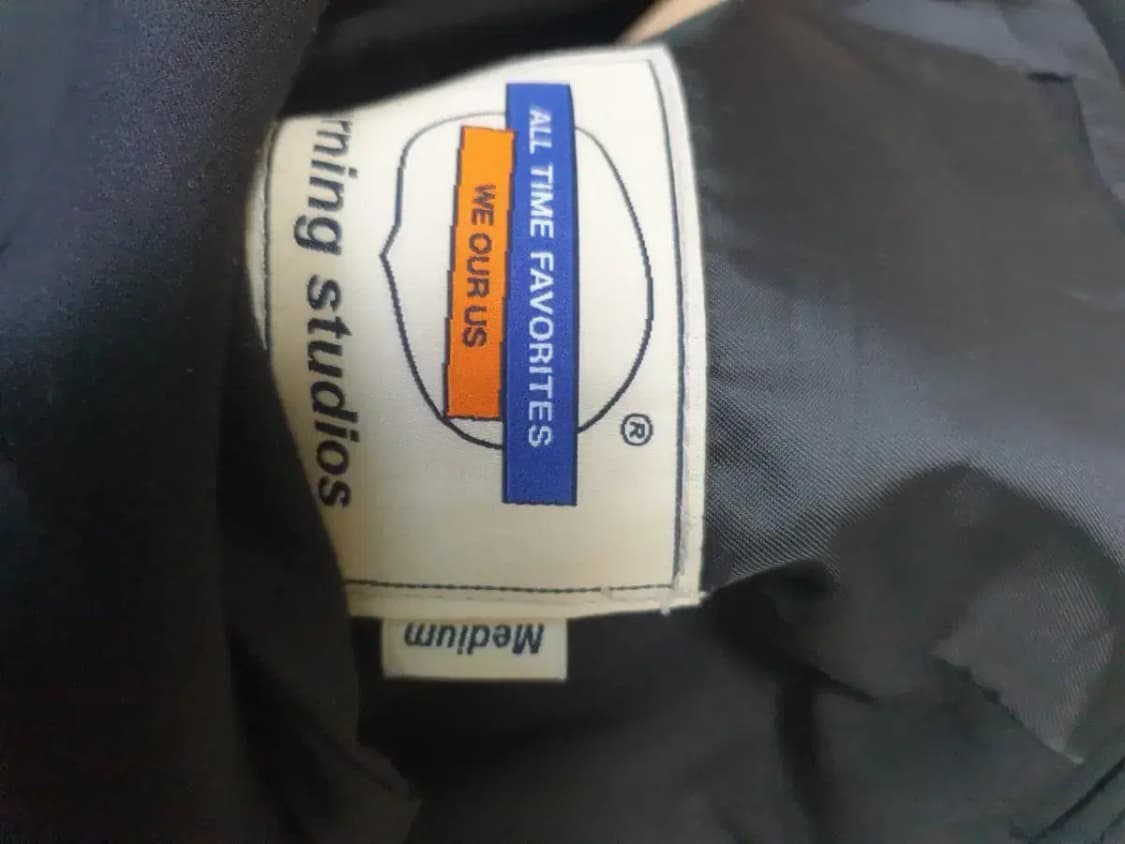 ®
ALL TIME FAVORITES
WE OUR US
rning studios
Medium